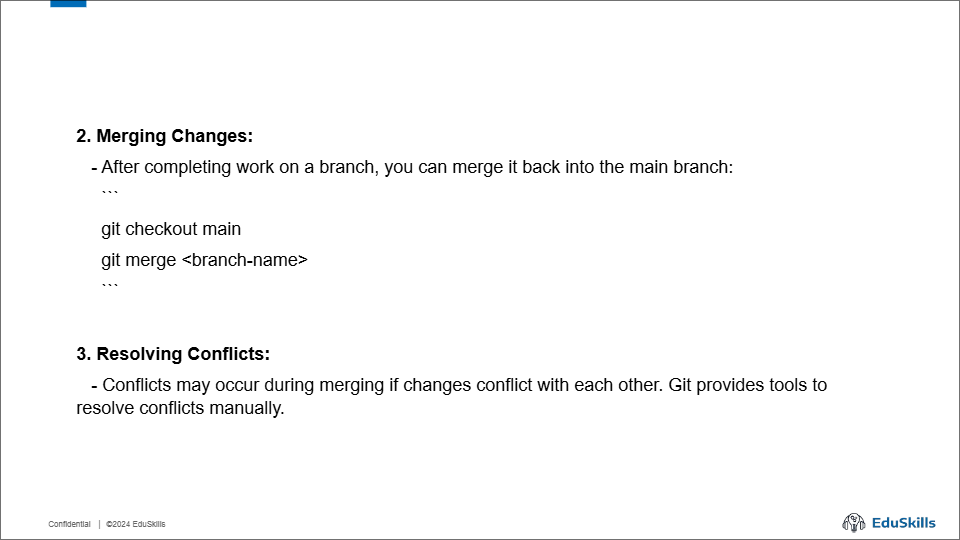 2. Merging Changes:
- After completing work on a branch, you can merge it back into the main branch:
```
git checkout main
git merge <branch-name>
```
3. Resolving Conflicts:
- Conflicts may occur during merging if changes conflict with each other. Git provides tools to
resolve conflicts manually.
Confidential | ©2024 EduSkills
EduSkills